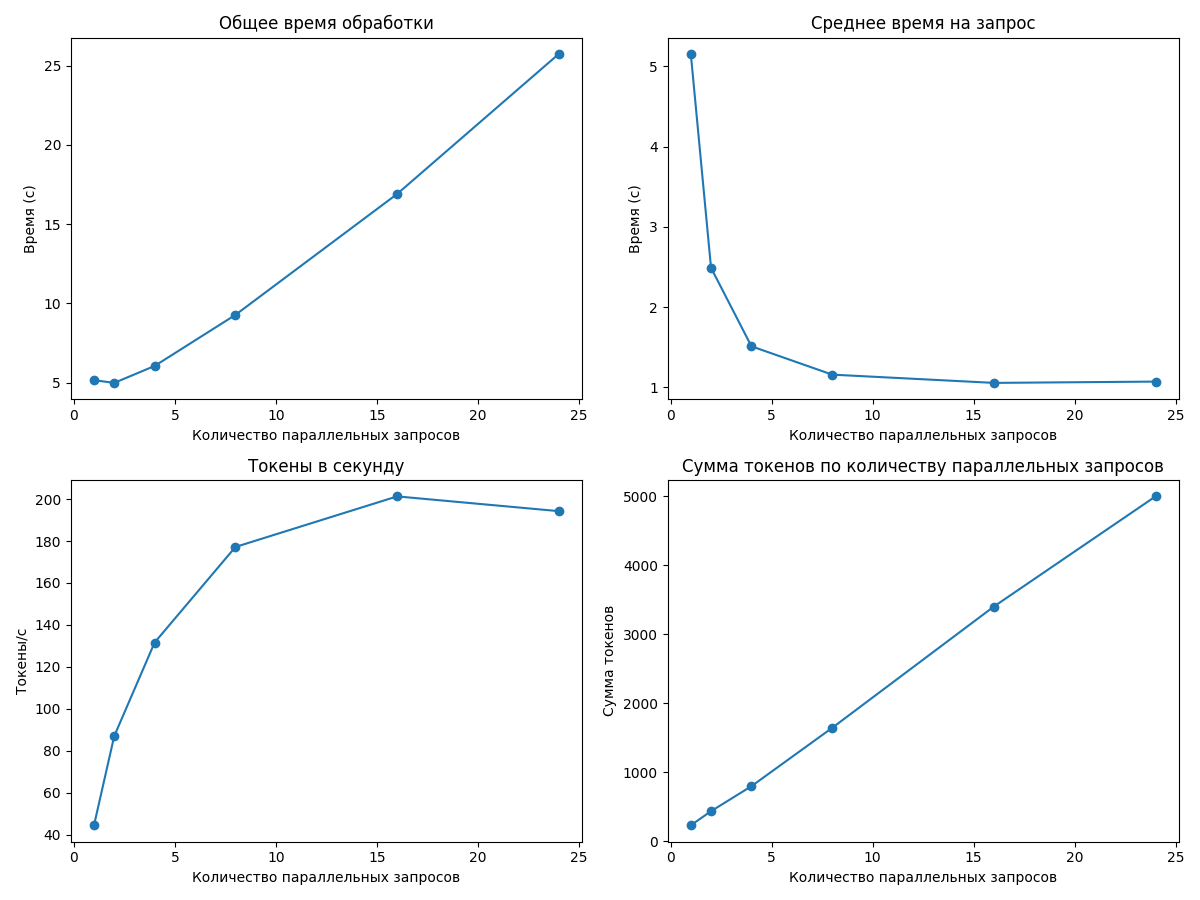 Общее время обработки
Время (с)
25
20
15
10
5
0 5 10 15 20 25
Количество параллельных запросов
Среднее время на запрос
Время (с)
5
4
3
2
1
0 5 10 15 20 25
Количество параллельных запросов
Токены в секунду
Токены/с
200
180
160
140
120
100
80
60
40
0 5 10 15 20 25
Количество параллельных запросов
Сумма токенов по количеству параллельных запросов
Сумма токенов
5000
4000
3000
2000
1000
0
0 5 10 15 20 25
Количество параллельных запросов